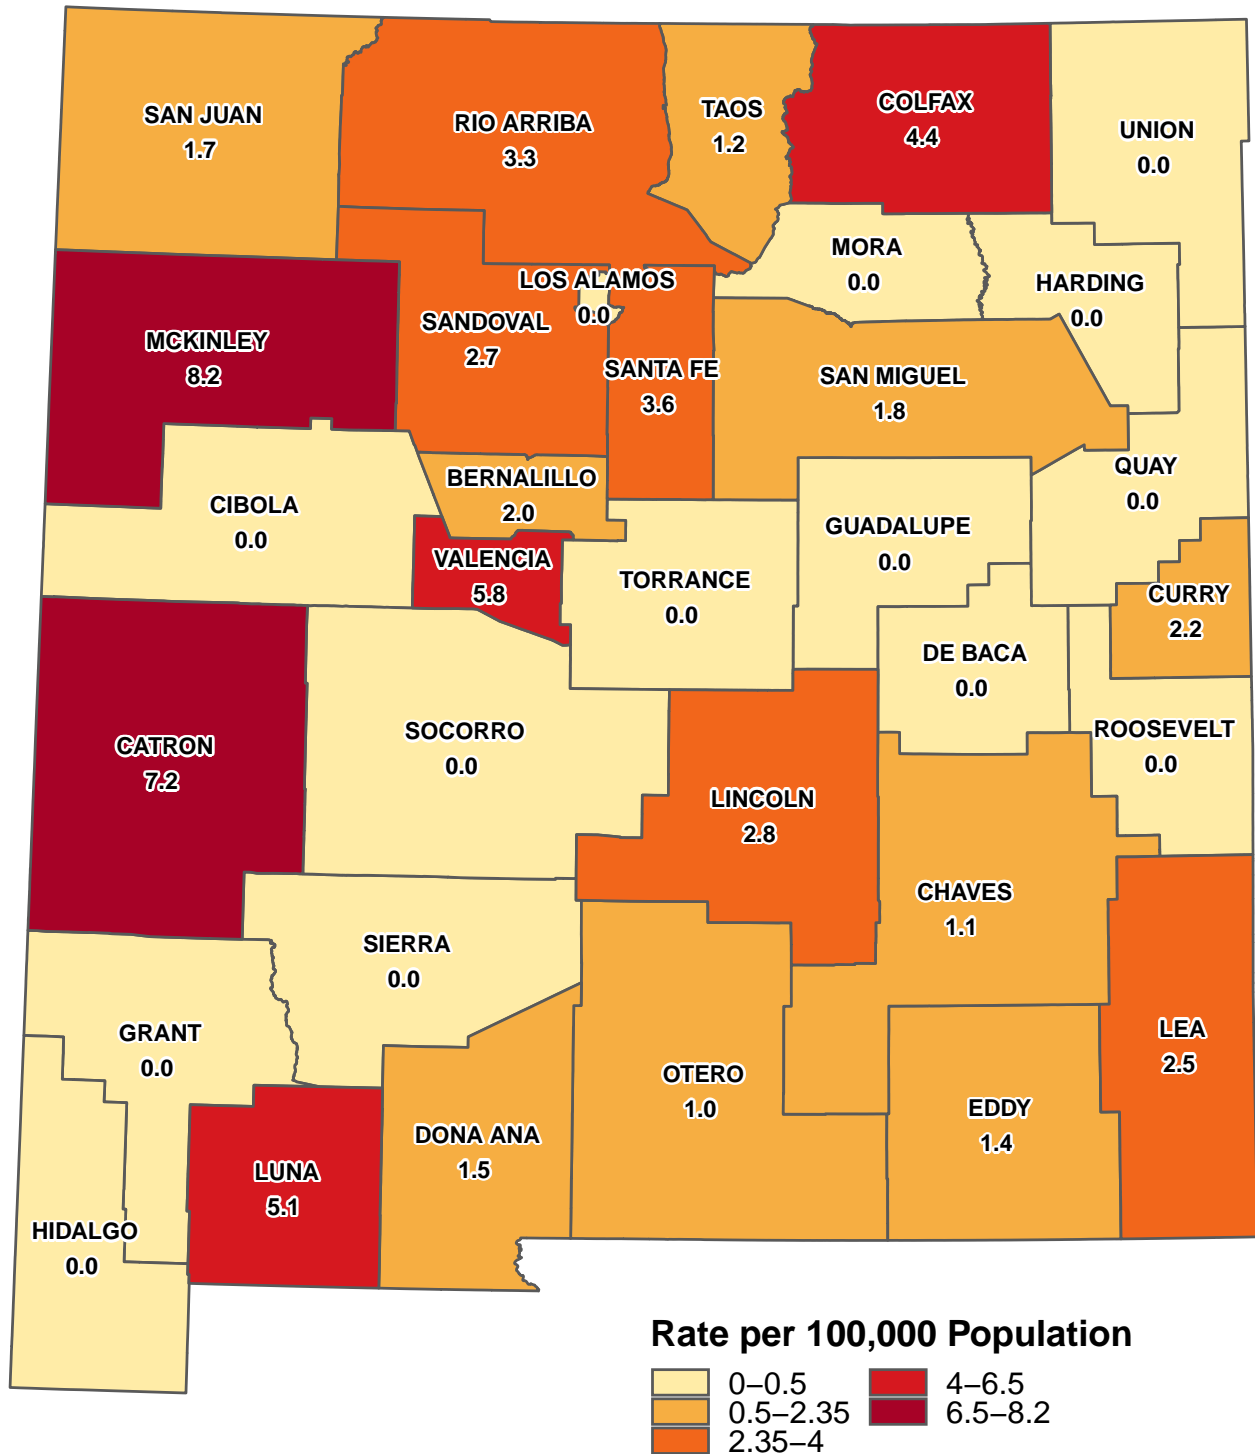 SAN JUAN
1.7
RIO ARRIBA
3.3
TAOS
1.2
COLFAX
4.4
UNION
0.0
MORA
0.0
HARDING
0.0
LOS ALAMOS
0.0
SANDOVAL
2.7
MCKINLEY
8.2
SANTA FE
3.6
SAN MIGUEL
1.8
QUAY
0.0
BERNALILLO
2.0
CIBOLA
0.0
GUADALUPE
0.0
VALENCIA
5.8
TORRANCE
0.0
CURRY
2.2
DE BACA
0.0
CATRON
7.2
SOCORRO
0.0
ROOSEVELT
0.0
LINCOLN
2.8
CHAVES
1.1
SIERRA
0.0
GRANT
0.0
LEA
2.5
OTERO
1.0
EDDY
1.4
DONA ANA
1.5
LUNA
5.1
HIDALGO
0.0
Rate per 100,000 Population
0−0.5
0.5−2.35
2.35−4
4−6.5
6.5−8.2